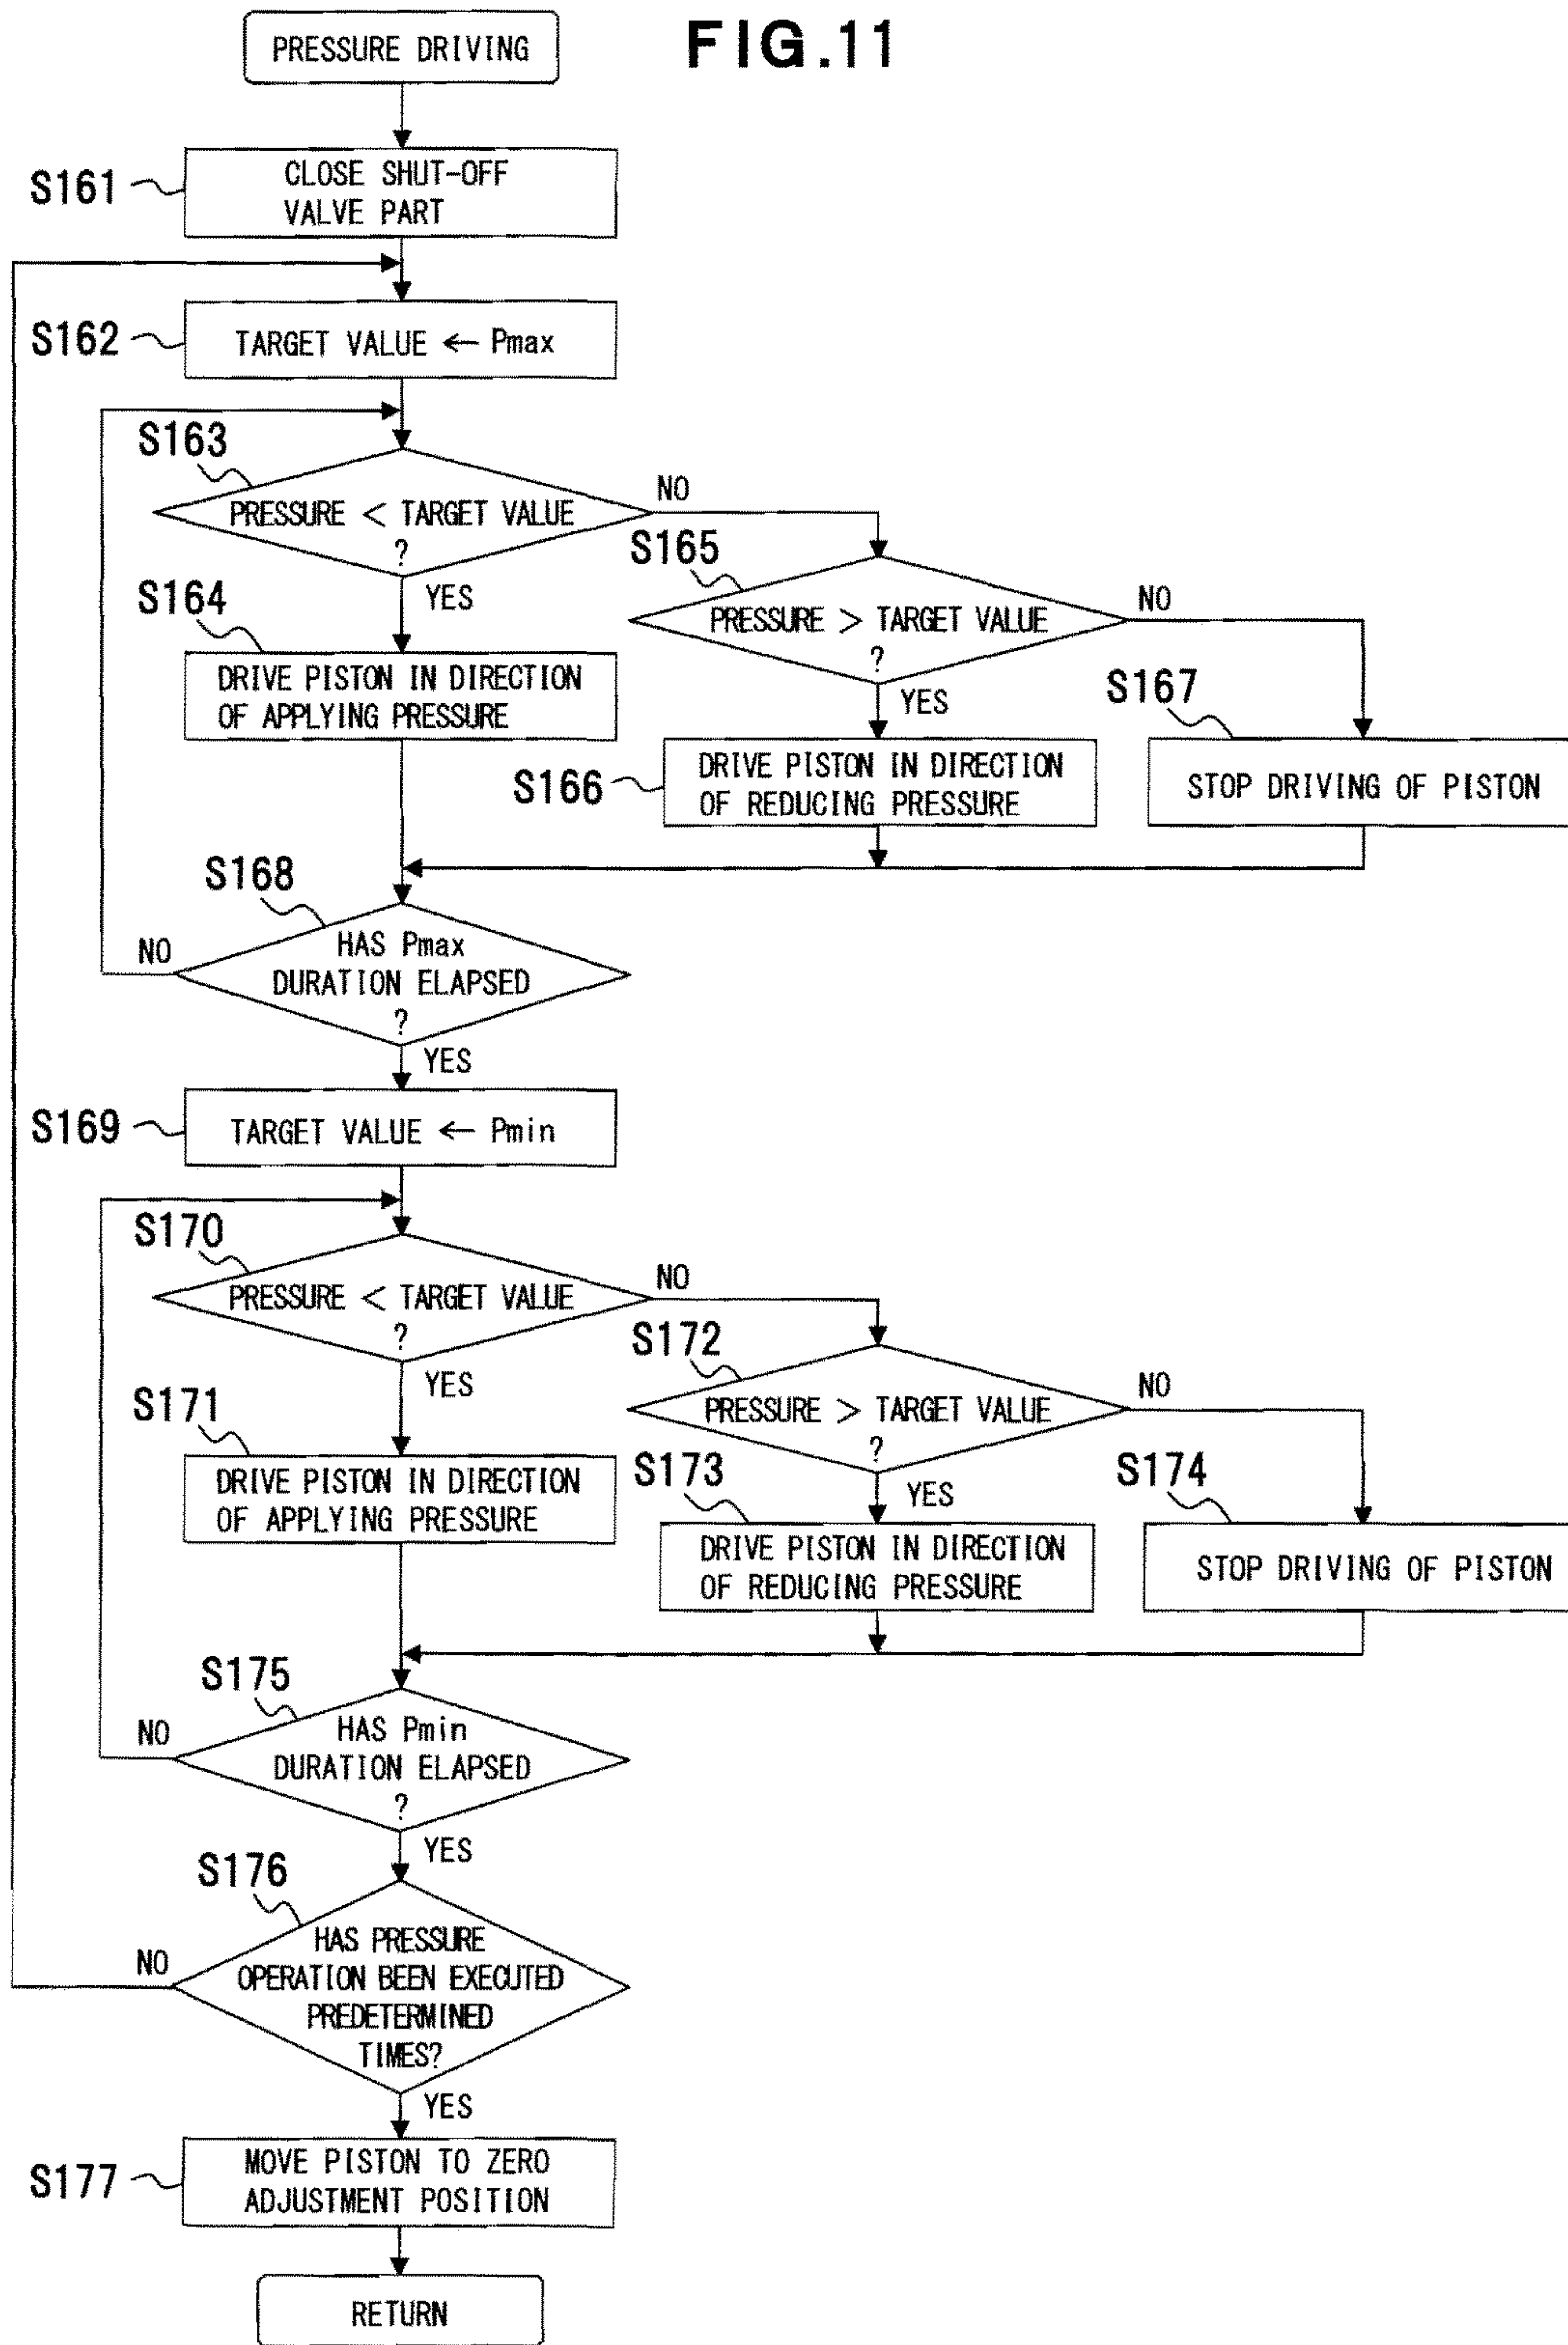 FIG.11
PRESSURE DRIVING
S161
CLOSE SHUT-OFF
VALVE PART
S162
TARGET VALUE ← Pmax
S163
PRESSURE < TARGET VALUE
?
NO
YES
S164
DRIVE PISTON IN DIRECTION
OF APPLYING PRESSURE
S165
PRESSURE > TARGET VALUE
?
NO
YES
S166
DRIVE PISTON IN DIRECTION
OF REDUCING PRESSURE
S167
STOP DRIVING OF PISTON
S168
HAS Pmax
DURATION ELAPSED
?
NO
YES
S169
TARGET VALUE ← Pmin
S170
PRESSURE < TARGET VALUE
?
NO
YES
S171
DRIVE PISTON IN DIRECTION
OF APPLYING PRESSURE
S172
PRESSURE > TARGET VALUE
?
NO
YES
S173
DRIVE PISTON IN DIRECTION
OF REDUCING PRESSURE
S174
STOP DRIVING OF PISTON
S175
HAS Pmin
DURATION ELAPSED
?
NO
YES
S176
HAS PRESSURE
OPERATION BEEN EXECUTED
PREDETERMINED
TIMES?
NO
YES
S177
MOVE PISTON TO ZERO
ADJUSTMENT POSITION
RETURN